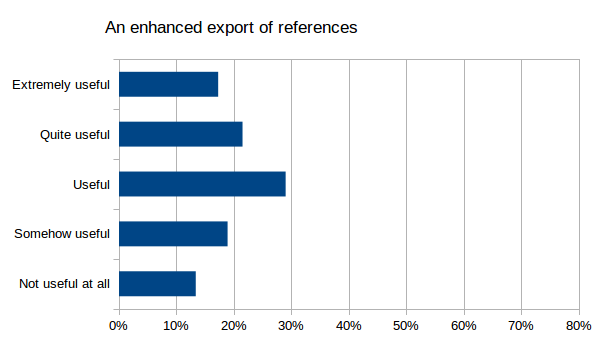 An enhanced export of references
Extremely useful
Quite useful
Useful
Somehow useful
Not useful at all
0% 10% 20% 30% 40% 50% 60% 70% 80%